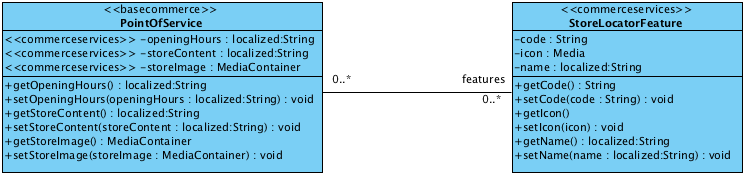 <<basecommerce>>
PointOfService
<<commerceservices>> -openingHours : localized:String
<<commerceservices>> -storeContent : localized:String
<<commerceservices>> -storeImage : MediaContainer
+getOpeningHours() : localized:String
+setOpeningHours(openingHours : localized:String) : void
+getStoreContent() : localized:String
+setStoreContent(storeContent : localized:String) : void
+getStoreImage() : MediaContainer
+setStoreImage(storeImage : MediaContainer) : void
0..*
features
0..*
<<commerceservices>>
StoreLocatorFeature
-code : String
-icon : Media
-name : localized:String
+getCode() : String
+setCode(code : String) : void
+getIcon()
+setIcon(icon) : void
+getName() : localized:String
+setName(name : localized:String) : void